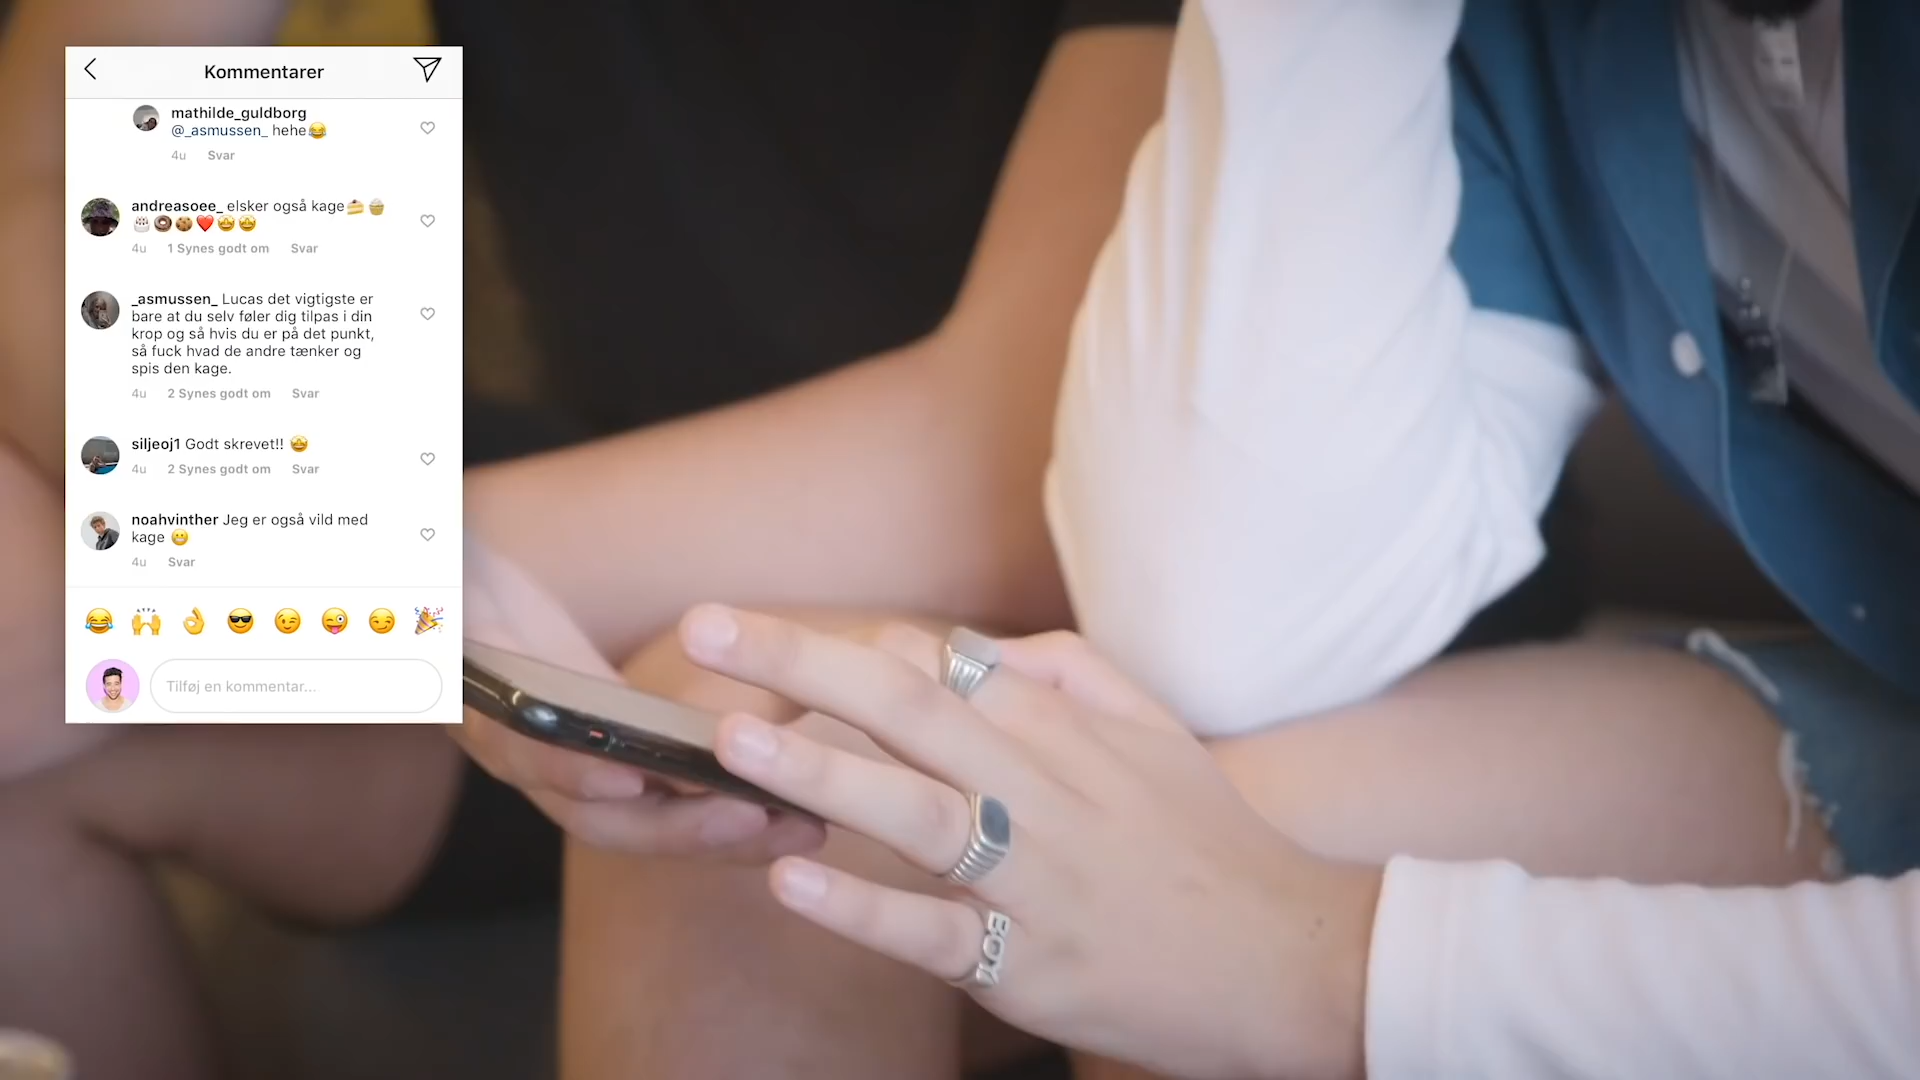 Kommentarer
mathilde_guldborg
@_asmussen_ hehe😂
4u Svar
andreasoee_ elsker også kage🍰🧁
🎂🍩🍪❤️🤩🤩
4u 1 Synes godt om Svar
_asmussen_ Lucas det vigtigste er
bare at du selv føler dig tilpas i din
krop og så hvis du er på det punkt,
så fuck hvad de andre tænker og
spis den kage.
4u 2 Synes godt om Svar
siljeoj1 Godt skrevet!! 🤩
4u 2 Synes godt om Svar
noahvinther Jeg er også vild med
kage 😬
4u Svar
😂🙌👌😎😉😜😏🎉
Tilføj en kommentar...
BOY